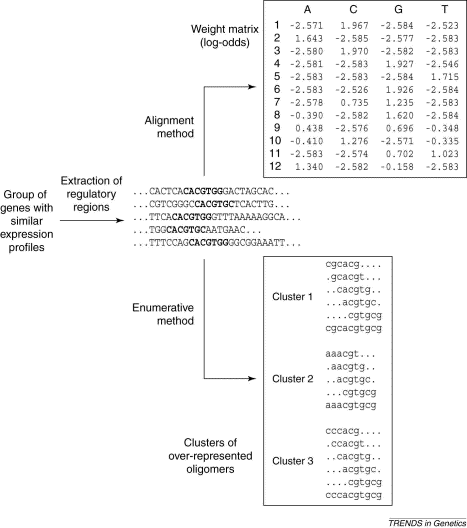 Weight matrix
(log-odds)
A C G T
1 -2.571 1.967 -2.584 -2.523
2 1.643 -2.585 -2.577 -2.583
3 -2.580 1.970 -2.582 -2.583
4 -2.581 -2.583 1.927 -2.546
5 -2.583 -2.583 -2.584 1.715
6 -2.583 -2.526 1.926 -2.584
7 -2.578 0.735 1.235 -2.583
8 -0.390 -2.582 1.620 -2.584
9 0.438 -2.576 0.696 -0.348
10 -0.410 1.276 -2.571 -0.335
11 -2.583 -2.574 0.702 1.023
12 1.340 -2.582 -0.158 -2.583
Alignment
method
Group of
genes with
similar
expression
profiles
Extraction of
regulatory
regions
...CACTCACACGTGGGACTAGCAC...
...CGTCGGGCCACGTGCTCACTTG...
...TTCACACGTGGGTTTAAAAGGCA...
...TGGCACGTGCAATGAAC...
...TTTCCAGCACGTGGGGCGGAAATT...
Enumerative
method
Clusters of
over-represented
oligomers
Cluster 1
cgcacg....
.gcacgt...
..cacgtg..
...acgtgc.
....cgtgcg
cgcacgtgcg
Cluster 2
aaacgt...
.aacgtg..
..acgtgc.
...cgtgcg
aaacgtgcg
Cluster 3
cccacg....
.ccacgt...
..cacgtg..
...acgtgc.
....cgtgcg
cccacgtgcg
TRENDS in Genetics